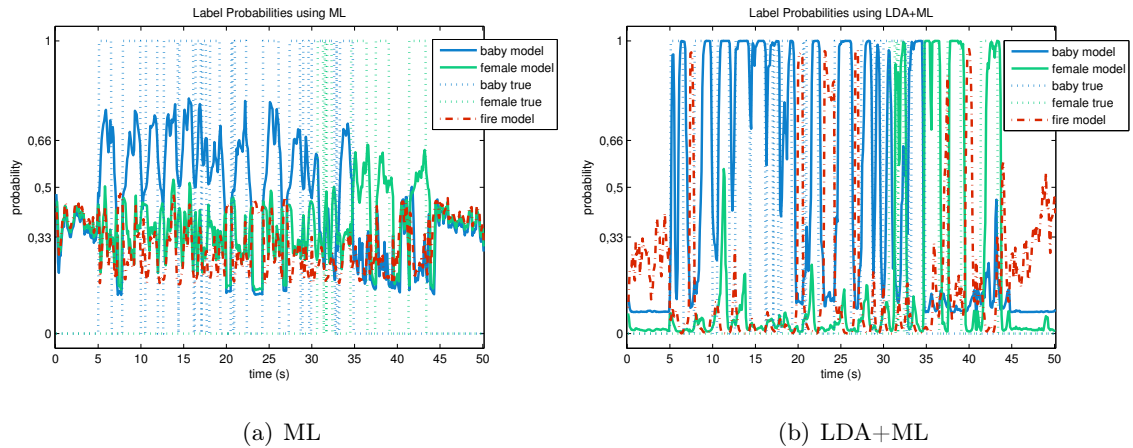 Label Probabilities using ML
1
0,66
0,5
0,33
0
probability
0 5 10 15 20 25 30 35 40 45 50
time (s)
baby model
female model
baby true
female true
fire model
(a) ML
Label Probabilities using LDA+ML
1
0,66
0,5
0,33
0
probability
0 5 10 15 20 25 30 35 40 45 50
time (s)
baby model
female model
baby true
female true
fire model
(b) LDA+ML